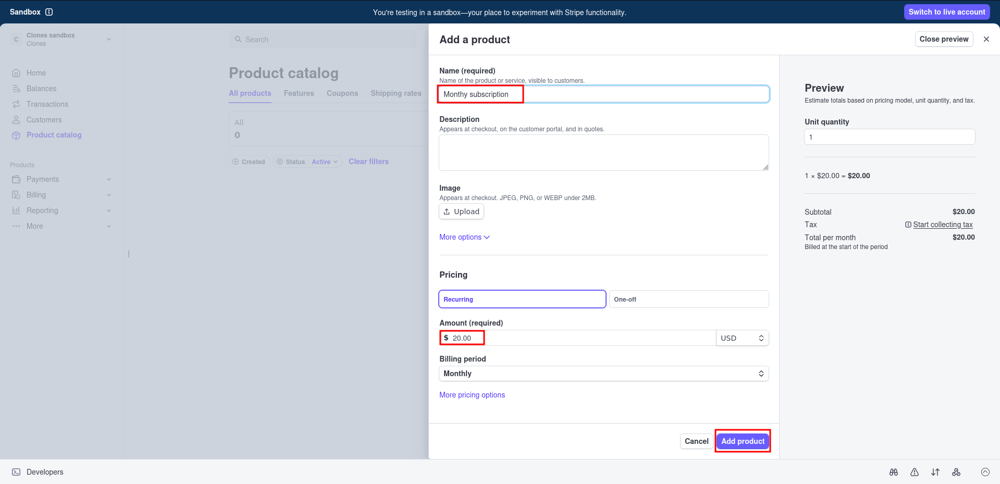 Sandbox
You're testing in a sandbox—your place to experiment with Stripe functionality.
Switch to live account
C
Clones sandbox
Clones
Home
Balances
Transactions
Customers
Product catalog
Products
Payments
Billing
Reporting
More
Search
Product catalog
All products Features Coupons Shipping rates
All
0
Created Status Active Clear filters
Add a product
Close preview
Name (required)
Name of the product or service, visible to customers.
Monthy subscription
Description
Appears at checkout, on the customer portal, and in quotes.
Image
Appears at checkout. JPEG, PNG, or WEBP under 2MB.
Upload
More options
Pricing
Recurring One-off
Amount (required)
$ 20.00 USD
Billing period
Monthly
More pricing options
Cancel Add product
Preview
Estimate totals based on pricing model, unit quantity, and tax.
Unit quantity
1
1 × $20.00 = $20.00
Subtotal $20.00
Tax Start collecting tax
Total per month $20.00
Billed at the start of the period
Developers